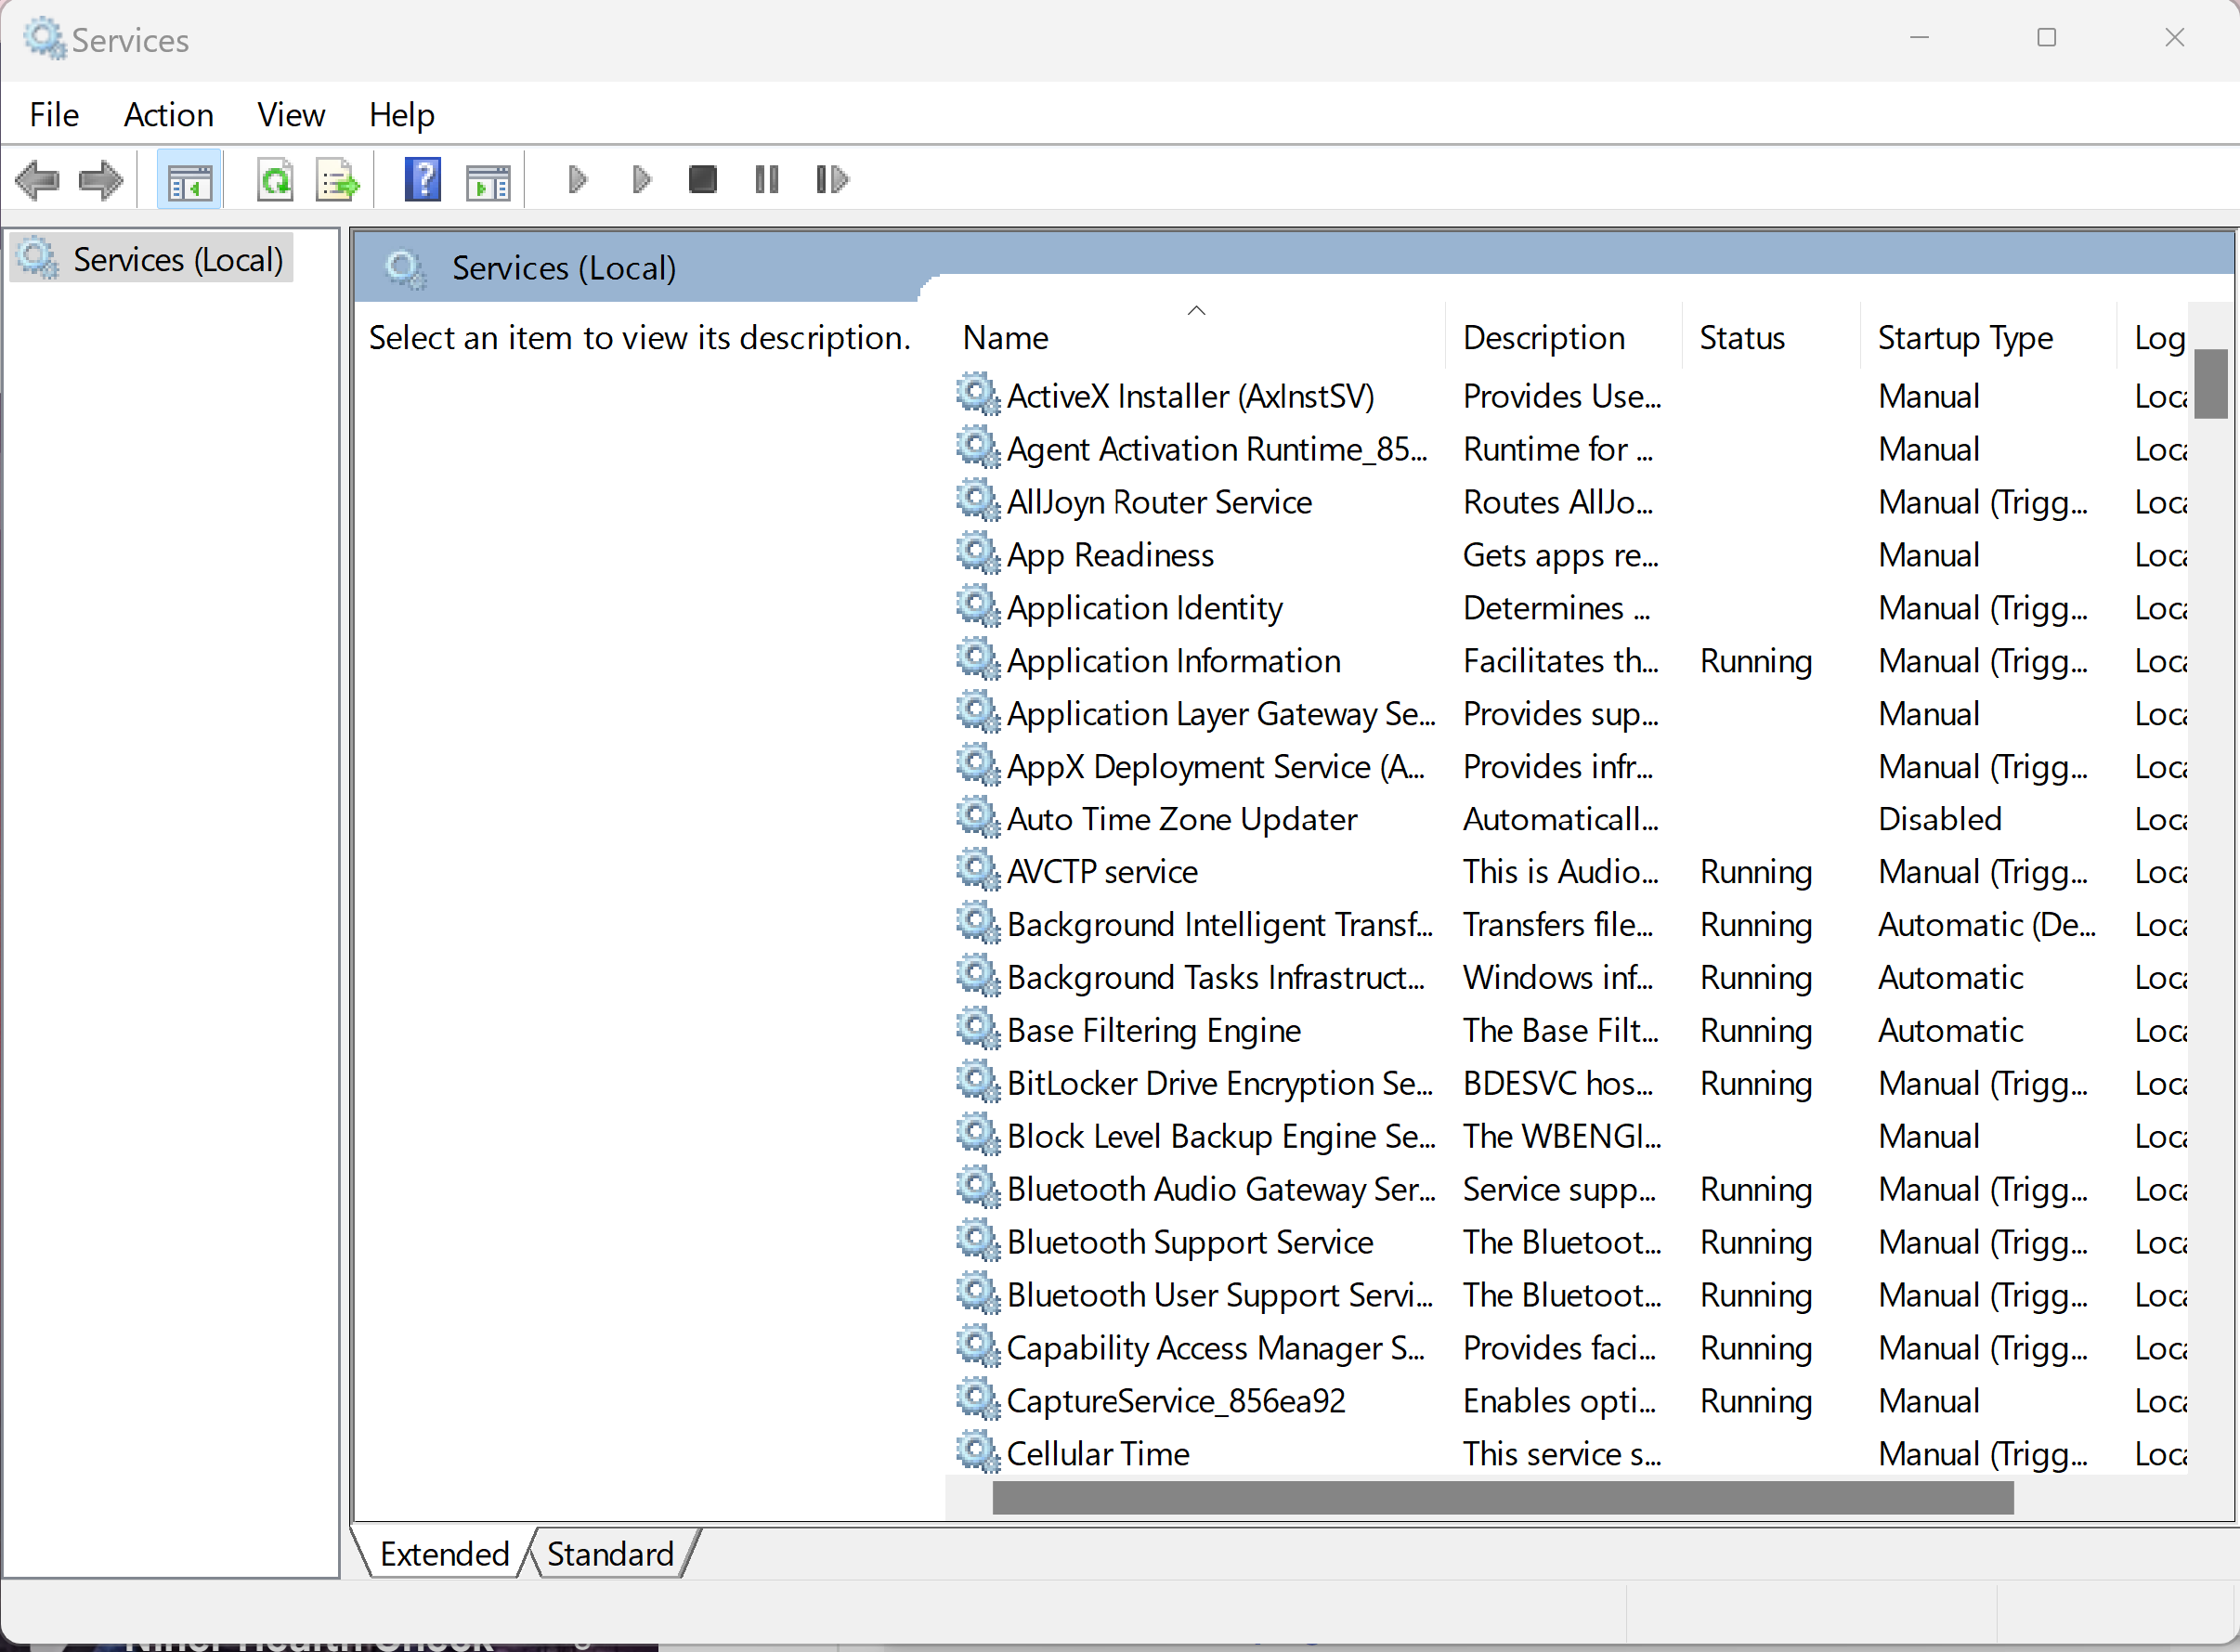 Services
File Action View Help
Services (Local)
Services (Local)
Select an item to view its description.
Name Description Status Startup Type Log
ActiveX Installer (AxInstSV) Provides Use... Manual Loca
Agent Activation Runtime_85... Runtime for ... Manual Loca
AllJoyn Router Service Routes AllJo... Manual (Trigg... Loca
App Readiness Gets apps re... Manual Loca
Application Identity Determines ... Manual (Trigg... Loca
Application Information Facilitates th... Running Manual (Trigg... Loca
Application Layer Gateway Se... Provides sup... Manual Loca
AppX Deployment Service (A... Provides infr... Manual (Trigg... Loca
Auto Time Zone Updater Automaticall... Disabled Loca
AVCTP service This is Audio... Running Manual (Trigg... Loca
Background Intelligent Transf... Transfers file... Running Automatic (De... Loca
Background Tasks Infrastruct... Windows inf... Running Automatic Loca
Base Filtering Engine The Base Filt... Running Automatic Loca
BitLocker Drive Encryption Se... BDESVC hos... Running Manual (Trigg... Loca
Block Level Backup Engine Se... The WBENGI... Manual Loca
Bluetooth Audio Gateway Ser... Service supp... Running Manual (Trigg... Loca
Bluetooth Support Service The Bluetoot... Running Manual (Trigg... Loca
Bluetooth User Support Servi... The Bluetoot... Running Manual (Trigg... Loca
Capability Access Manager S... Provides faci... Running Manual (Trigg... Loca
CaptureService_856ea92 Enables opti... Running Manual Loca
Cellular Time This service s... Manual (Trigg... Loca
Extended Standard